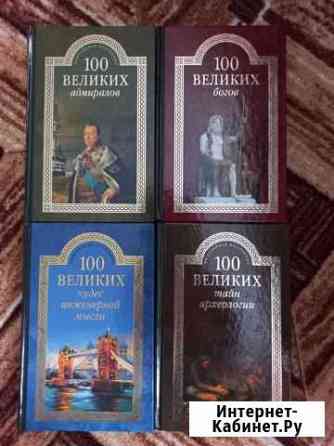 100
ВЕЛИКИХ
адмиралов
100
ВЕЛИКИХ
богов
100
ВЕЛИКИХ
чудес
инженерной
мысли
100
ВЕЛИКИХ
тайн
археологии
Интернет-
Кабинет.Ру